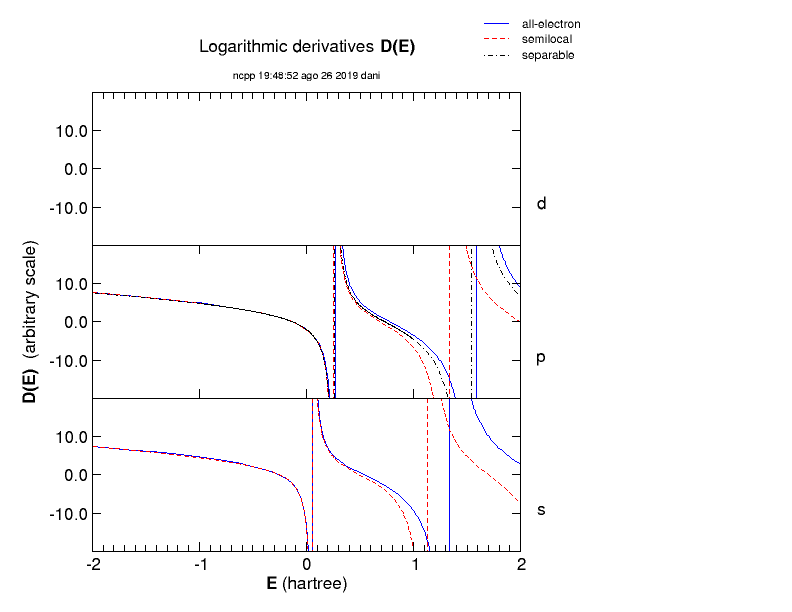 all-electron
semilocal
separable
Logarithmic derivatives D(E)
ncpp 19:48:52 ago 26 2019 dani
10.0
0.0
-10.0
d
10.0
0.0
-10.0
p
10.0
0.0
-10.0
s
D(E) (arbitrary scale)
-2 -1 0 1 2
E (hartree)